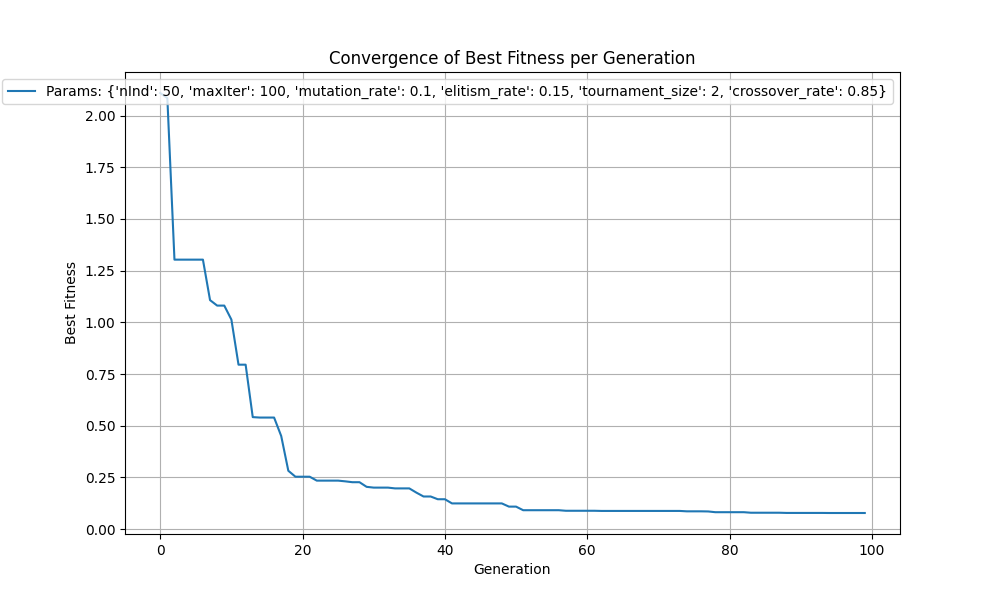 Convergence of Best Fitness per Generation
Params: {'nInd': 50, 'maxIter': 100, 'mutation_rate': 0.1, 'elitism_rate': 0.15, 'tournament_size': 2, 'crossover_rate': 0.85}
2.00
1.75
1.50
1.25
1.00
0.75
0.50
0.25
0.00
Best Fitness
0 20 40 60 80 100
Generation